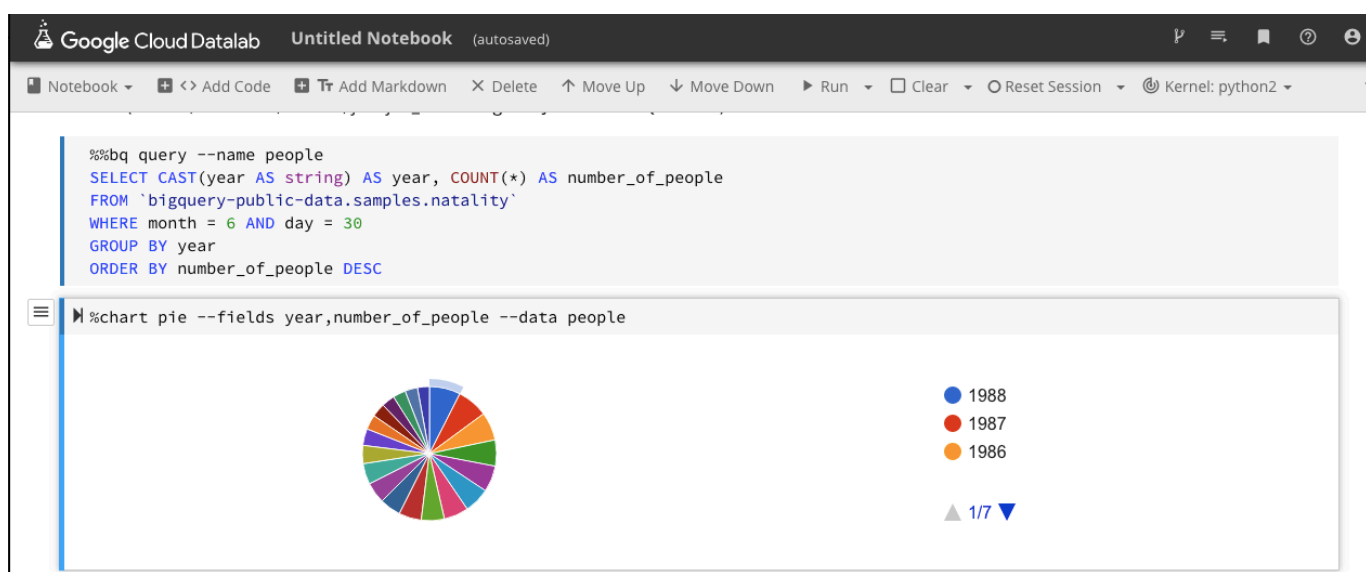 Google Cloud Datalab Untitled Notebook (autosaved)
Notebook <> Add Code Tr Add Markdown Delete Move Up Move Down Run Clear Reset Session Kernel: python2
%%bq query --name people
SELECT CAST(year AS string) AS year, COUNT(*) AS number_of_people
FROM `bigquery-public-data.samples.natality`
WHERE month = 6 AND day = 30
GROUP BY year
ORDER BY number_of_people DESC
%chart pie --fields year,number_of_people --data people
1988
1987
1986
1/7